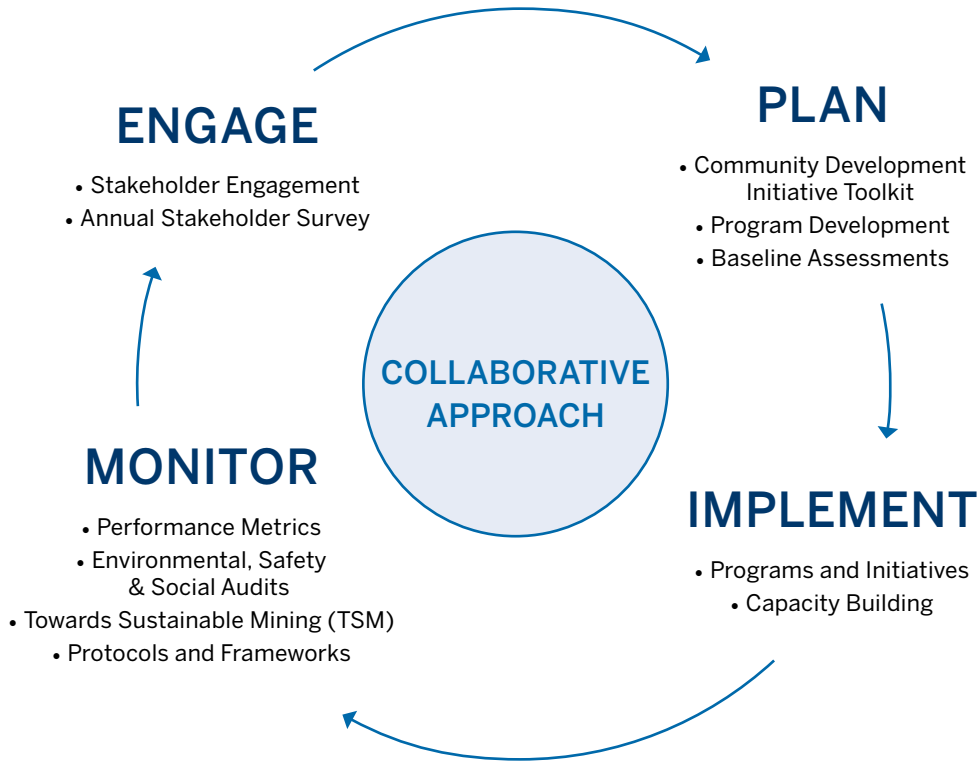 ENGAGE
• Stakeholder Engagement
• Annual Stakeholder Survey
PLAN
• Community Development
Initiative Toolkit
• Program Development
• Baseline Assessments
COLLABORATIVE
APPROACH
MONITOR
• Performance Metrics
• Environmental, Safety
& Social Audits
• Towards Sustainable Mining (TSM)
• Protocols and Frameworks
IMPLEMENT
• Programs and Initiatives
• Capacity Building